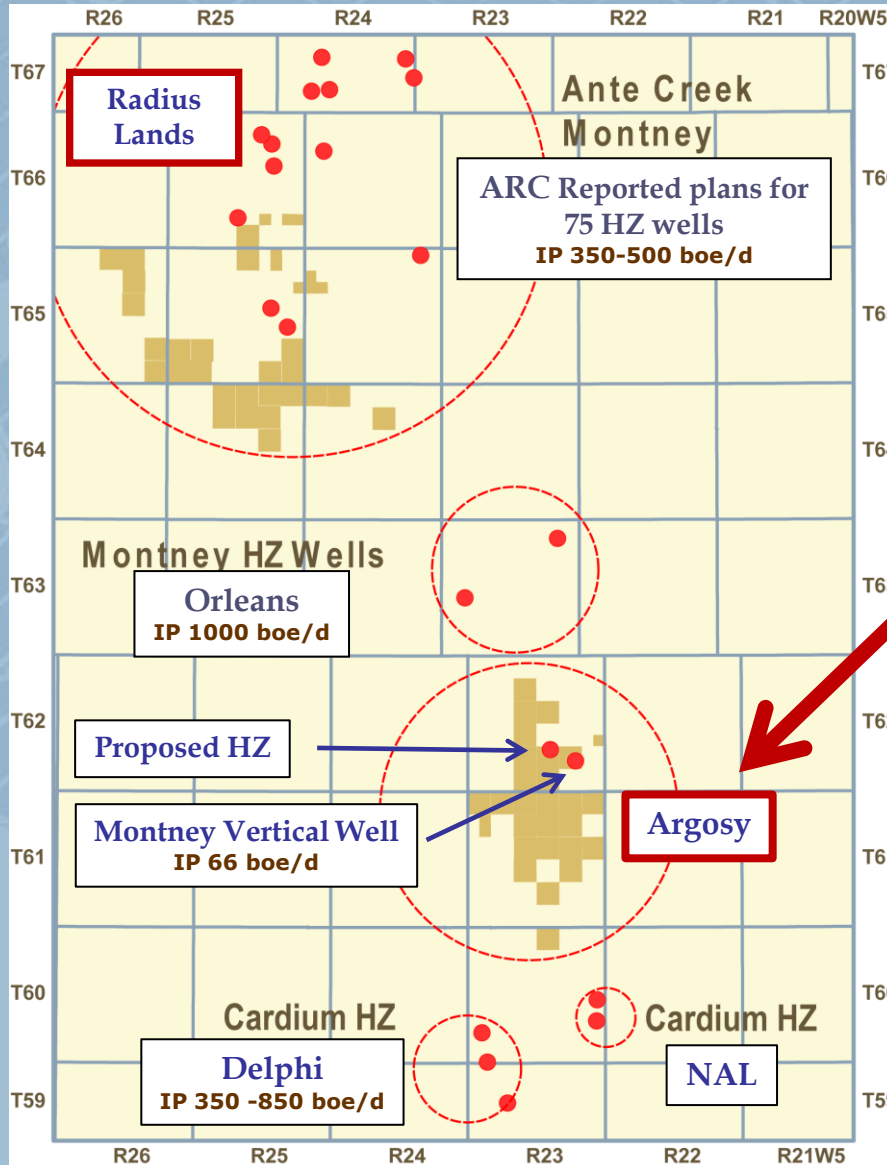 R26 R25 R24 R23 R22 R21 R20W5
T67
Radius
Lands
Ante Creek
Montney
T66
ARC Reported plans for
75 HZ wells
IP 350-500 boe/d
T65
T64
Montney HZ Wells
T63
Orleans
IP 1000 boe/d
T62
Proposed HZ
Montney Vertical Well
IP 66 boe/d
Argosy
T61
T60
Cardium HZ
Cardium HZ
Delphi
IP 350 -850 boe/d
NAL
T59
R26 R25 R24 R23 R22 R21W5